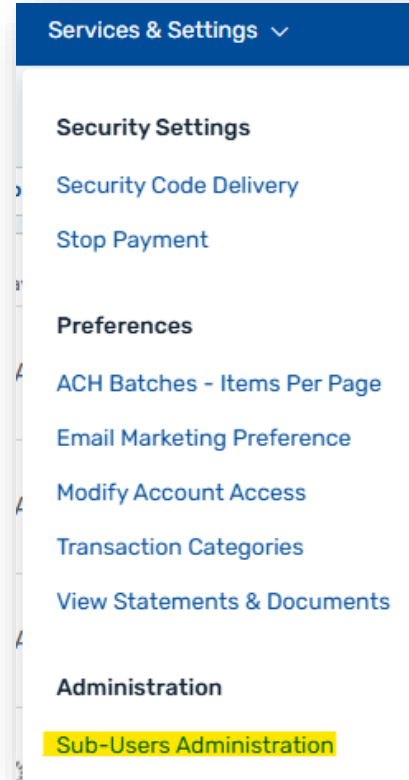 Services & Settings
Security Settings
Security Code Delivery
Stop Payment
Preferences
ACH Batches - Items Per Page
Email Marketing Preference
Modify Account Access
Transaction Categories
View Statements & Documents
Administration
Sub-Users Administration